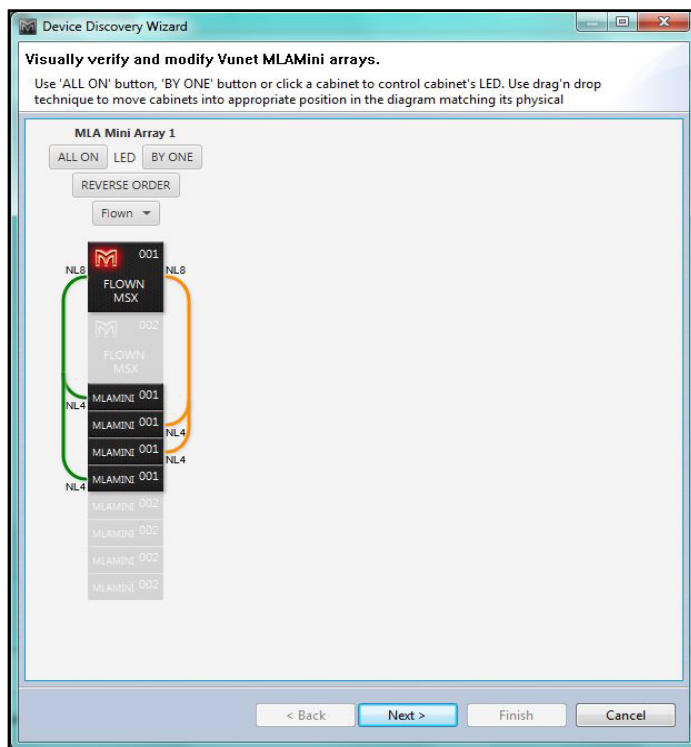 Device Discovery Wizard
Visually verify and modify Vunet MLAMini arrays.
Use 'ALL ON' button, 'BY ONE' button or click a cabinet to control cabinet's LED. Use drag'n drop
technique to move cabinets into appropriate position in the diagram matching its physical
MLA Mini Array 1
ALL ON LED BY ONE
REVERSE ORDER
Flown
001
NL8 NL8
FLOWN
MSX
002
FLOWN
MSX
MLAMINI 001
NL4
MLAMINI 001
NL4
MLAMINI 001
NL4
MLAMINI 001
NL4
MLAMINI 002
MLAMINI 002
MLAMINI 002
MLAMINI 002
< Back Next > Finish Cancel